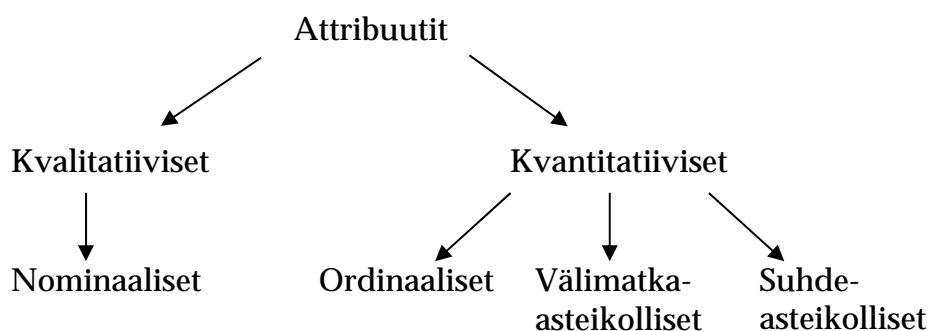 Attribuutit
Kvalitatiiviset Kvantitatiiviset
Nominaaliset Ordinaaliset Välimatka- Suhde-
asteikolliset asteikolliset